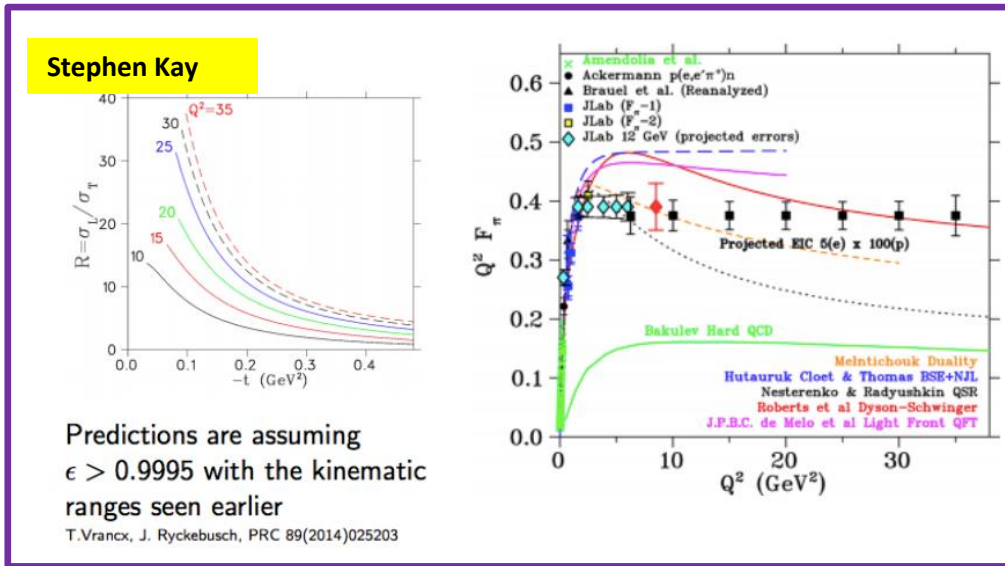 Stephen Kay
40
30
20
10
0
R=σL/σT
Q²=35
30
25
20
15
10
0
0.1
0.2
0.3
0.4
-t (GeV²)
Predictions are assuming
ϵ > 0.9995 with the kinematic
ranges seen earlier
T.Vrancx, J. Ryckebusch, PRC 89(2014)025203
Amendolia et al.
Ackermann p(e,e'π⁺)n
Brauel et al. (Reanalyzed)
JLab (Fπ-1)
JLab (Fπ-2)
JLab 12 GeV (projected errors)
0.6
0.5
0.4
0.3
0.2
0.1
0.0
Q² Fπ
Projected EIC 5(e) x 100(p)
Bakulev Hard QCD
Melntichouk Duality
Hutauruk Cloet & Thomas BSE+NJL
Nesterenko & Radyushkin QSR
Roberts et al Dyson-Schwinger
J.P.B.C. de Melo et al Light Front QFT
0
10
20
30
Q² (GeV²)